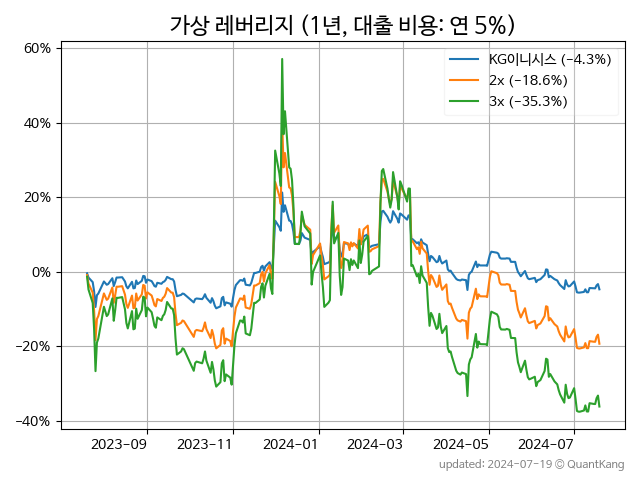 가상 레버리지 (1년, 대출 비용: 연 5%)
KG이니시스 (−4.3%)
2x (−18.6%)
3x (−35.3%)
60%
40%
20%
0%
−20%
−40%
2023-09 2023-11 2024-01 2024-03 2024-05 2024-07
updated: 2024-07-19 © QuantKang